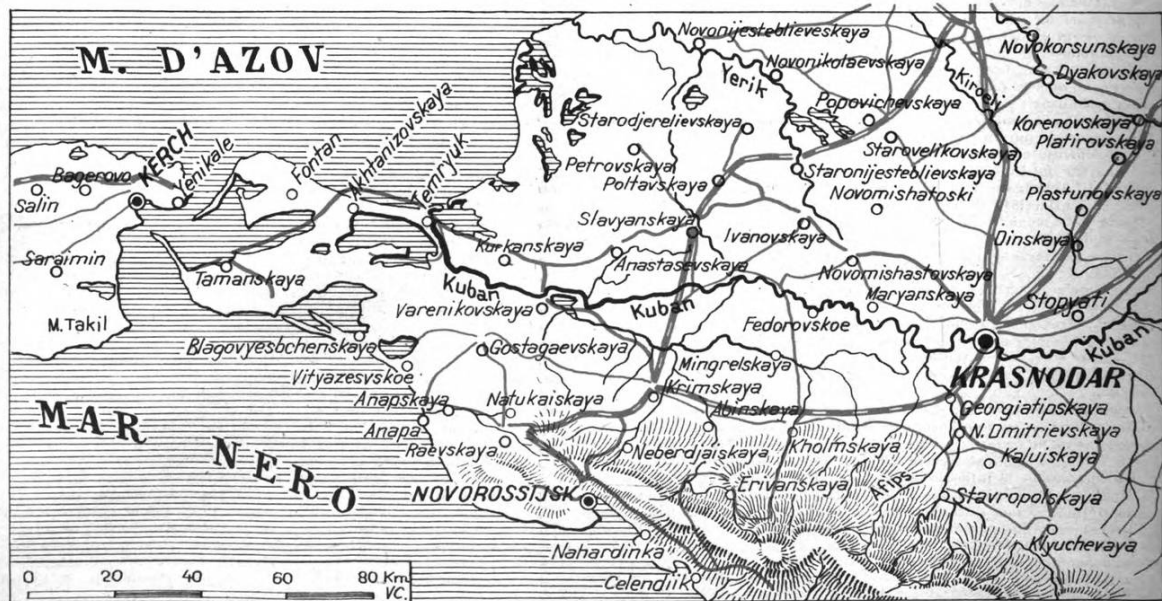 M. D'AZOV
Novonijesteblievskaya
Novonikolaevskaya
Yerik
Novokorsunskaya
Dyakovskaya
Kiroeli
Popovichevskaya
Korenovskaya
Platirovskaya
Starodjerelievskaya
Starovelikovskaya
Petrovskaya
Staronijesteblievskaya
Poltavskaya
Novomishatoski
Plastunovskaya
KERCH
Bagerovo
Yenikale
Salin
Fontan
Akhtanizovskaya
Temryuk
Slavyanskaya
Ivanovskaya
Dinskaya
Kurkanskaya
Anastasevskaya
Saraimin
Tamanskaya
Novomishastovskaya
Maryanskaya
Stopyati
Kuban
Varenikovskaya
Kuban
Fedorovskoe
Kuban
M. Takil
Blagovyesbchenskaya
Gostagaevskaya
Mingrelskaya
KRASNODAR
Vityazesvskoe
Krimskaya
Anapskaya
Natukaiskaya
Abinskaya
Georgiatipskaya
MAR NERO
Anapa
Raevskaya
Neberdjaiskaya
Kholmskaya
N. Dmitrievskaya
Kaluiskaya
Erivanskaya
Afips
NOVOROSSIJSK
Stavropolskaya
Nahardinka
Klyuchevaya
Celendiik
0 20 40 60 80 Km.
VC.